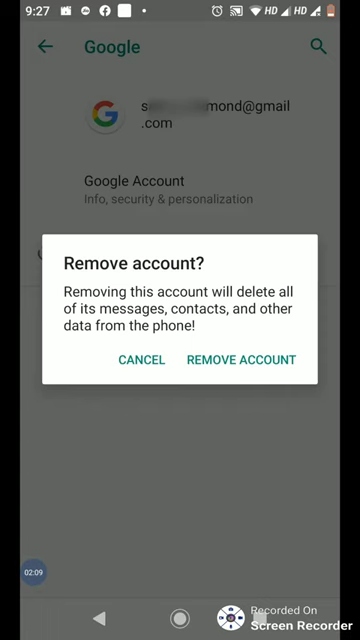 9:27
HD HD
Google
mond@gmail
.com
Google Account
Info, security & personalization
Remove account?
Removing this account will delete all
of its messages, contacts, and other
data from the phone!
CANCEL REMOVE ACCOUNT
02:09
Recorded On
Screen Recorder